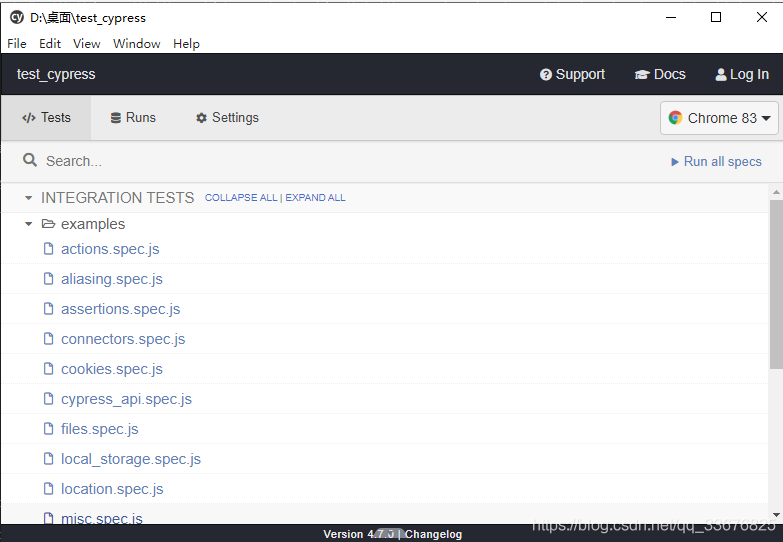 D:\桌面\test_cypress
File Edit View Window Help
test_cypress Support Docs Log In
Tests Runs Settings Chrome 83
Search... Run all specs
INTEGRATION TESTS COLLAPSE ALL | EXPAND ALL
examples
actions.spec.js
aliasing.spec.js
assertions.spec.js
connectors.spec.js
cookies.spec.js
cypress_api.spec.js
files.spec.js
local_storage.spec.js
location.spec.js
misc.spec.js
https://blog.csdn.net/qq_33676825
Version 4.7.0 | Changelog